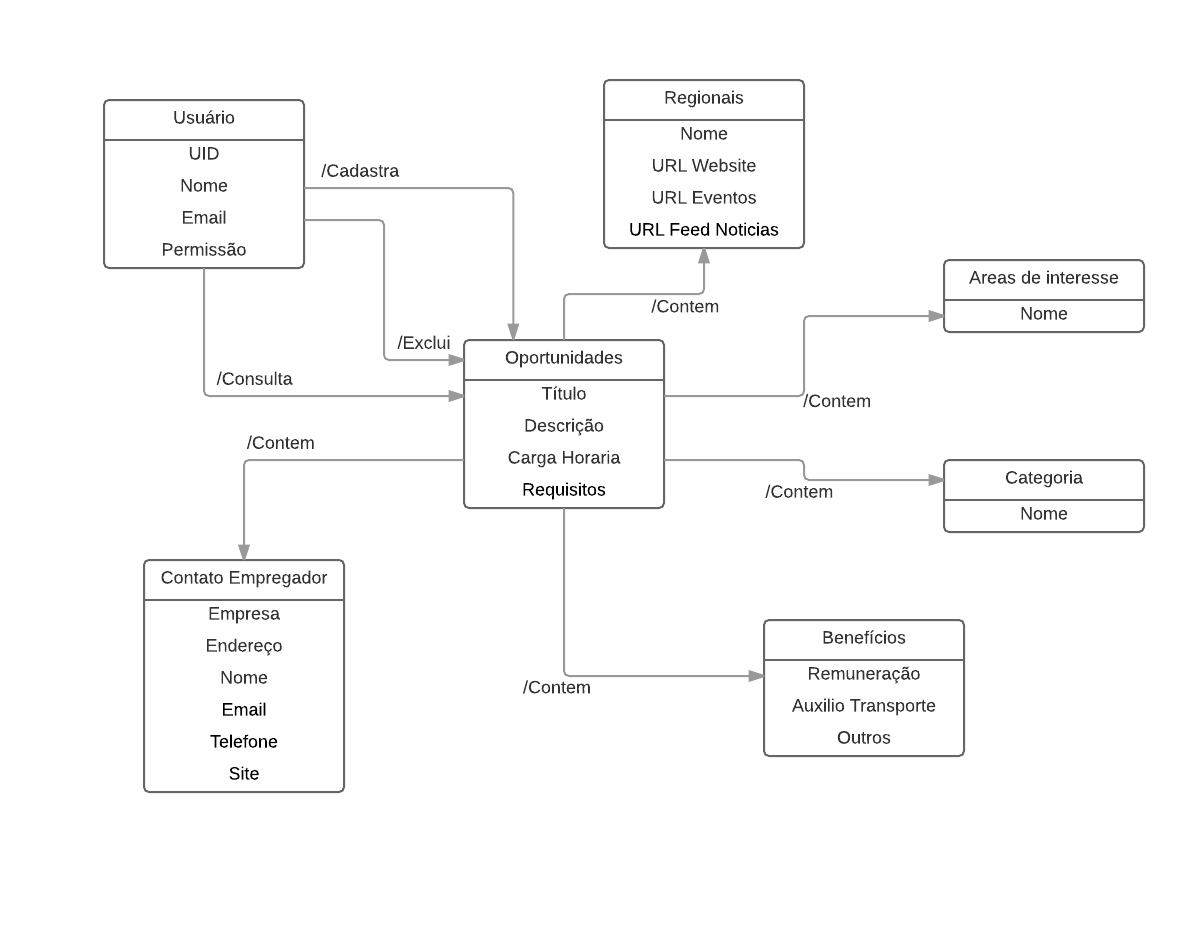 Usuário
UID
Nome
Email
Permissão
/Cadastra
/Exclui
/Consulta
Regionais
Nome
URL Website
URL Eventos
URL Feed Noticias
/Contem
Areas de interesse
Nome
/Contem
Oportunidades
Título
Descrição
Carga Horaria
Requisitos
/Contem
Categoria
Nome
/Contem
Contato Empregador
Empresa
Endereço
Nome
Email
Telefone
Site
/Contem
Benefícios
Remuneração
Auxilio Transporte
Outros